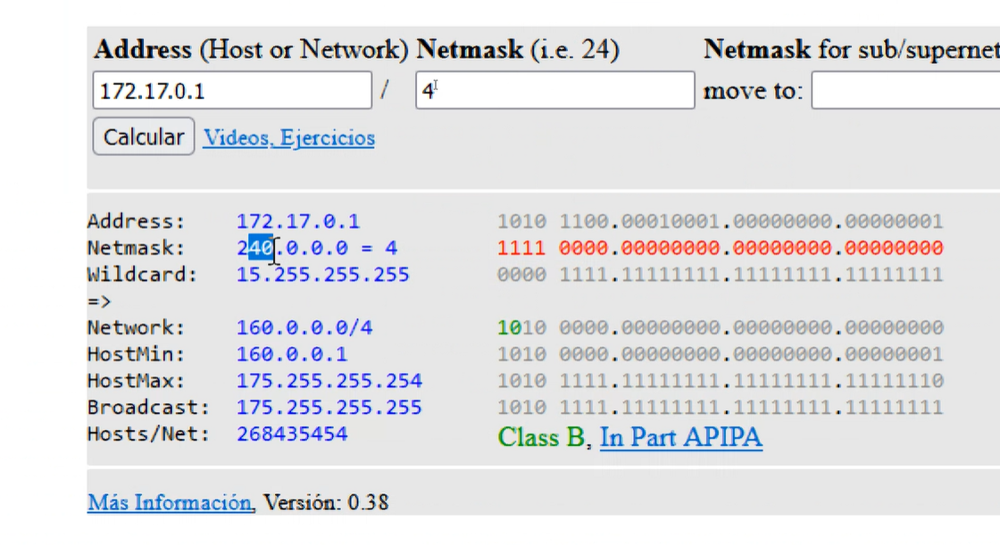 Address (Host or Network) Netmask (i.e. 24) Netmask for sub/supernet
172.17.0.1 / 4 move to:
Calcular Videos, Ejercicios
Address: 172.17.0.1 1010 1100.00010001.00000000.00000001
Netmask: 240.0.0.0 = 4 1111 0000.00000000.00000000.00000000
Wildcard: 15.255.255.255 0000 1111.11111111.11111111.11111111
=>
Network: 160.0.0.0/4 1010 0000.00000000.00000000.00000000
HostMin: 160.0.0.1 1010 0000.00000000.00000000.00000001
HostMax: 175.255.255.254 1010 1111.11111111.11111111.11111110
Broadcast: 175.255.255.255 1010 1111.11111111.11111111.11111111
Hosts/Net: 268435454 Class B, In Part APIPA
Más Información, Versión: 0.38